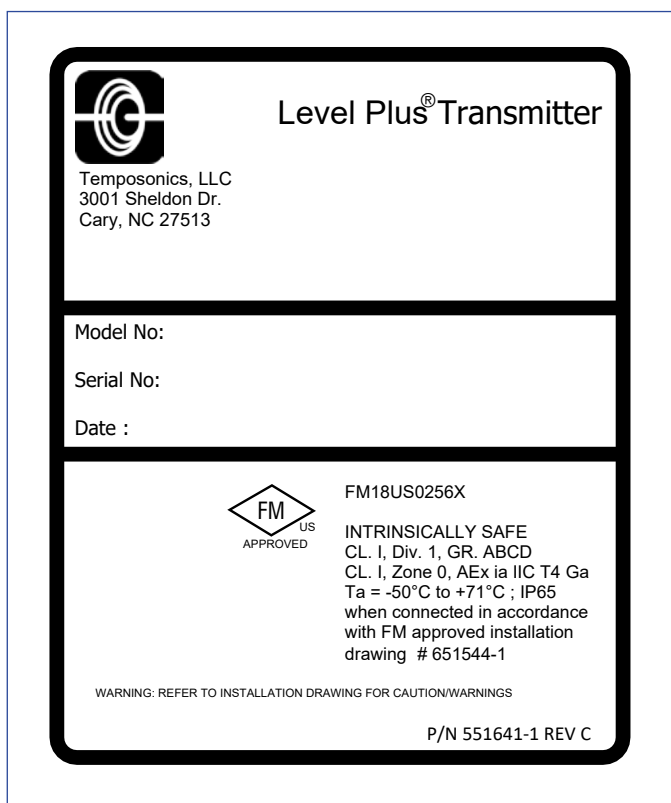 Level Plus® Transmitter
Temposonics, LLC
3001 Sheldon Dr.
Cary, NC 27513
Model No:
Serial No:
Date :
FM
US
APPROVED
FM18US0256X
INTRINSICALLY SAFE
CL. I, Div. 1, GR. ABCD
CL. I, Zone 0, AEx ia IIC T4 Ga
Ta = -50°C to +71°C ; IP65
when connected in accordance
with FM approved installation
drawing # 651544-1
WARNING: REFER TO INSTALLATION DRAWING FOR CAUTION/WARNINGS
P/N 551641-1 REV C